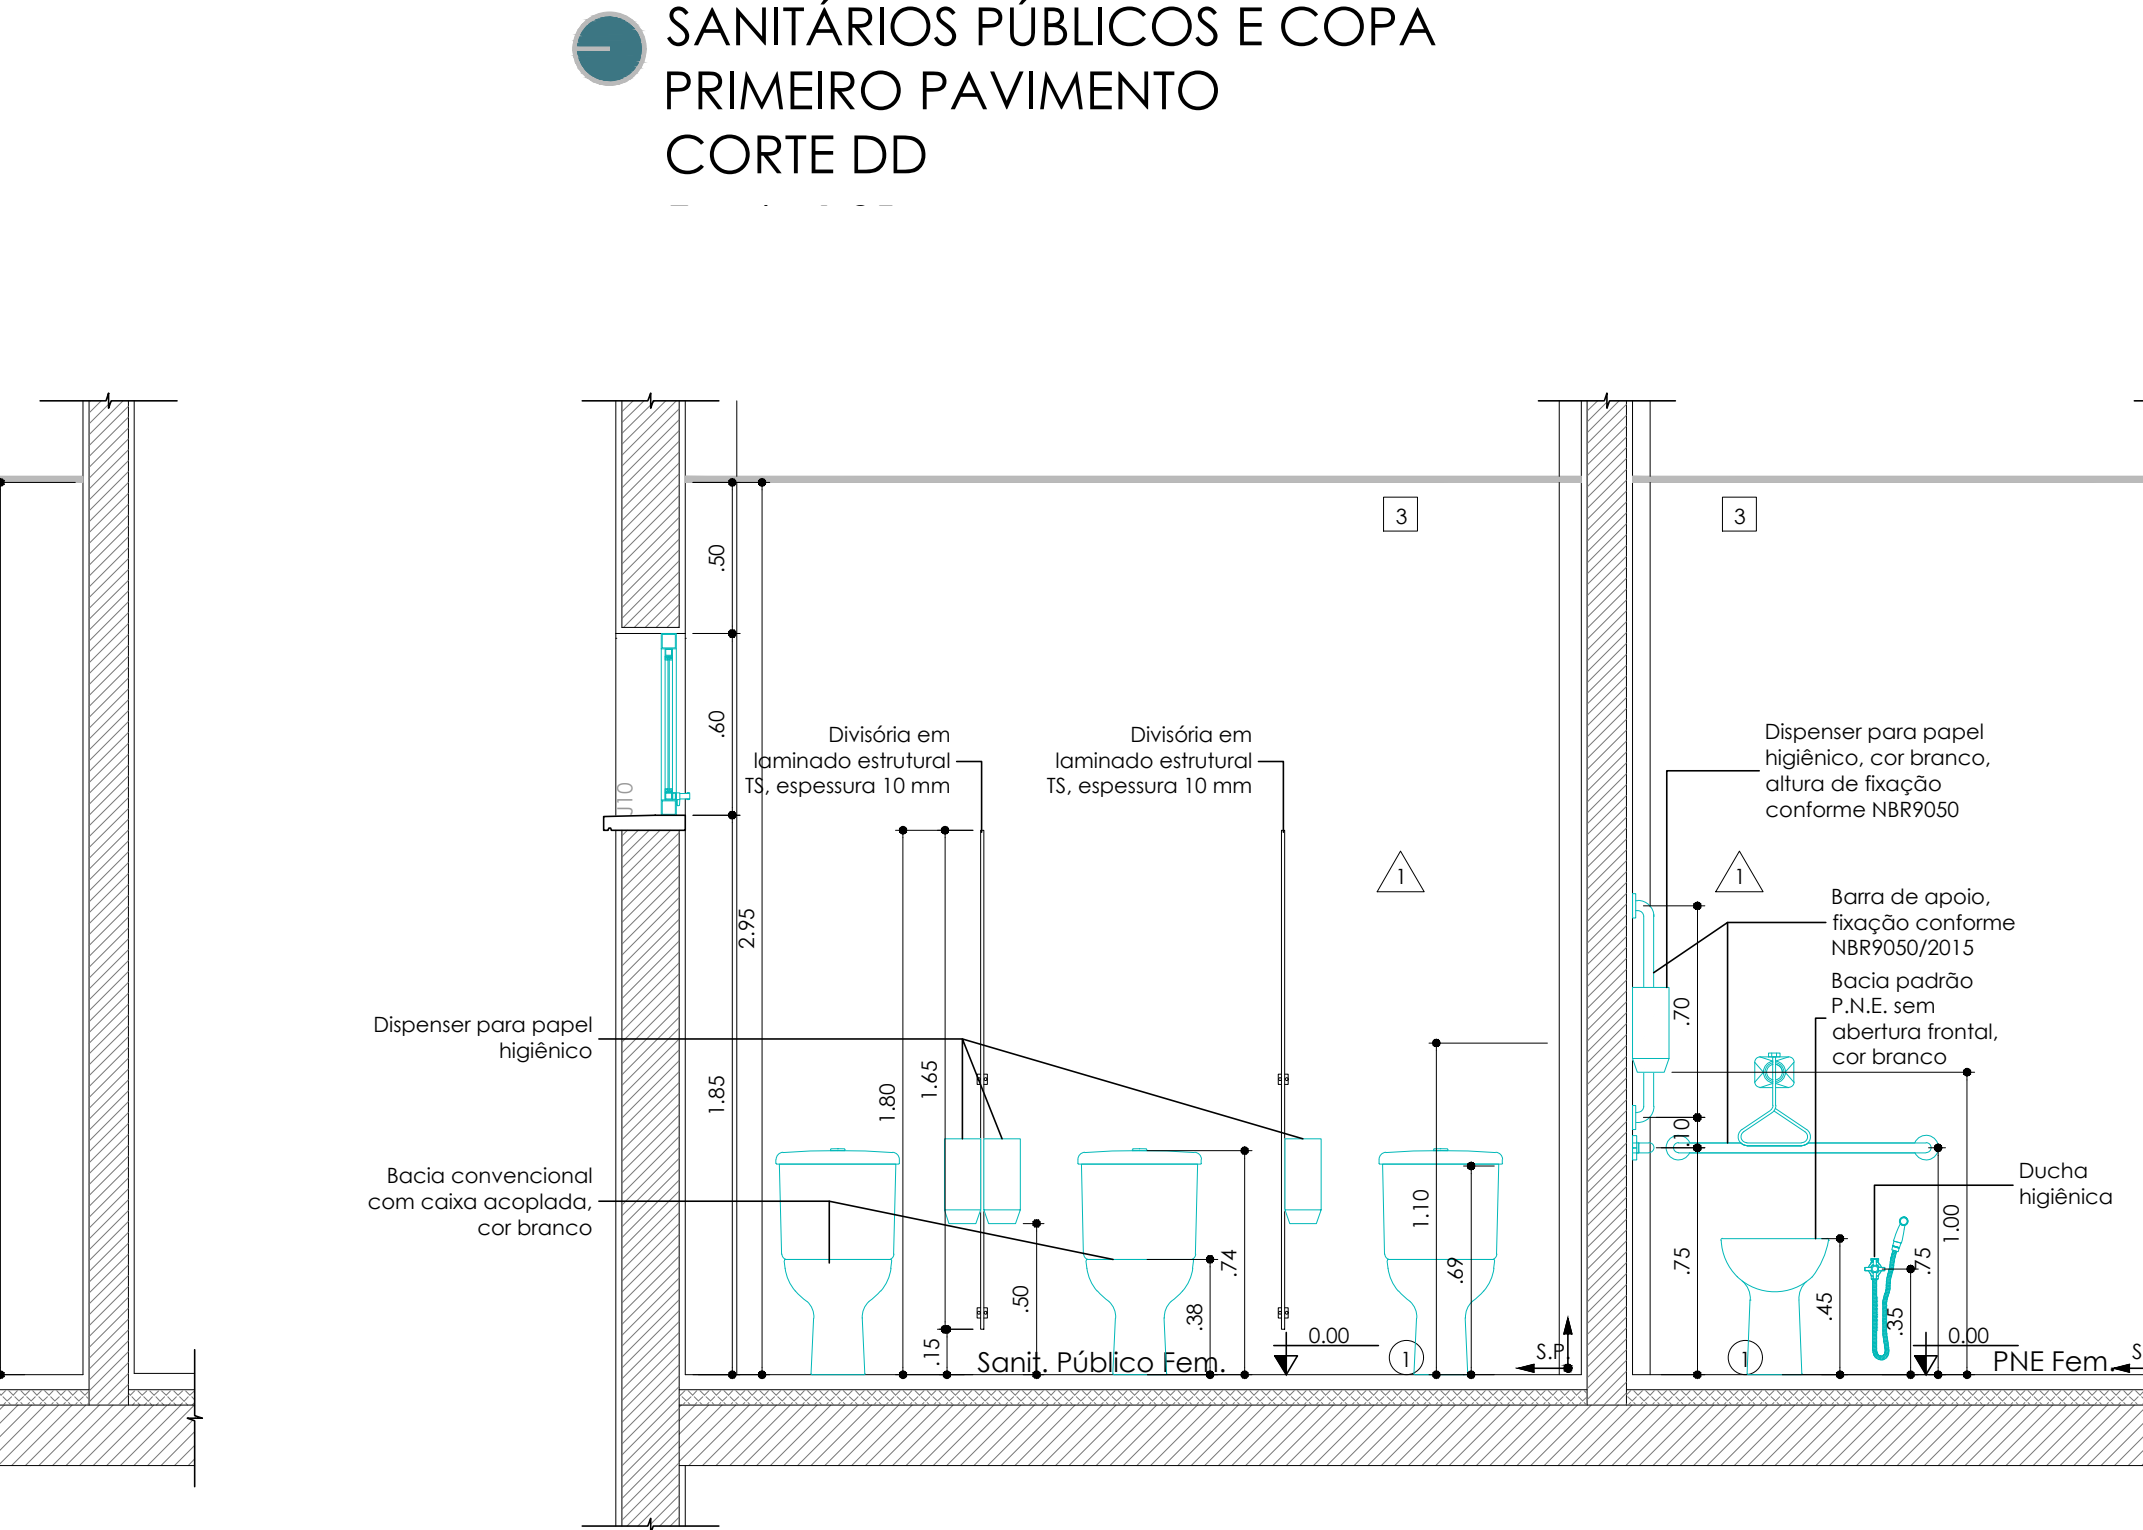 SANITÁRIOS PÚBLICOS E COPA
PRIMEIRO PAVIMENTO
CORTE DD
3
3
.50
.60
J10
2.95
1.85
Divisória em
laminado estrutural
TS, espessura 10 mm
Divisória em
laminado estrutural
TS, espessura 10 mm
Dispenser para papel
higiênico, cor branco,
altura de fixação
conforme NBR9050
1
1
Barra de apoio,
fixação conforme
NBR9050/2015
Bacia padrão
P.N.E. sem
abertura frontal,
cor branco
Dispenser para papel
higiênico
Bacia convencional
com caixa acoplada,
cor branco
1.80
1.65
.15
.50
.38
.74
1.10
.69
.70
.10
.75
.45
.35
.75
1.00
Ducha
higiênica
Sanit. Público Fem.
0.00
1
S.P.
1
0.00
PNE Fem.
S